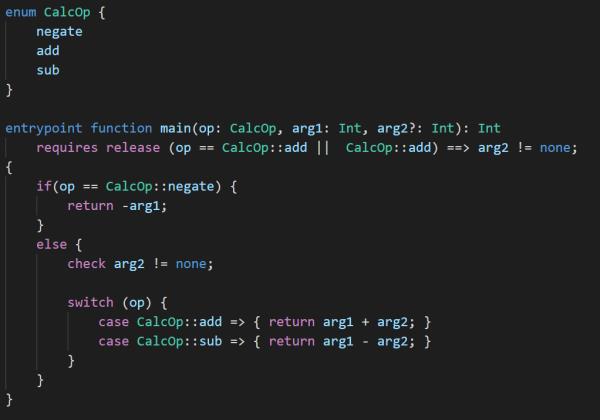 enum CalcOp {
    negate
    add
    sub
}

entrypoint function main(op: CalcOp, arg1: Int, arg2?: Int): Int
    requires release (op == CalcOp::add ||  CalcOp::add) ==> arg2 != none;
{
    if(op == CalcOp::negate) {
        return -arg1;
    }
    else {
        check arg2 != none;

        switch (op) {
            case CalcOp::add => { return arg1 + arg2; }
            case CalcOp::sub => { return arg1 - arg2; }
        }
    }
}